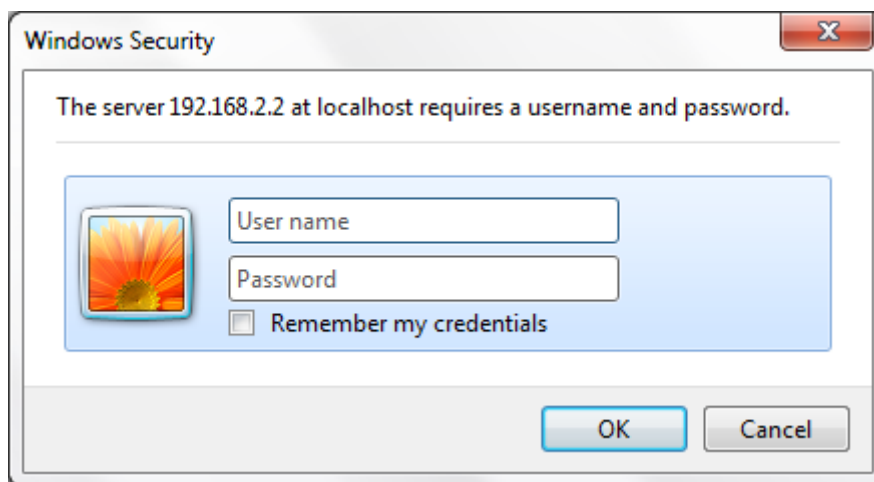 Windows Security
The server 192.168.2.2 at localhost requires a username and password.
User name
Password
Remember my credentials
OK
Cancel